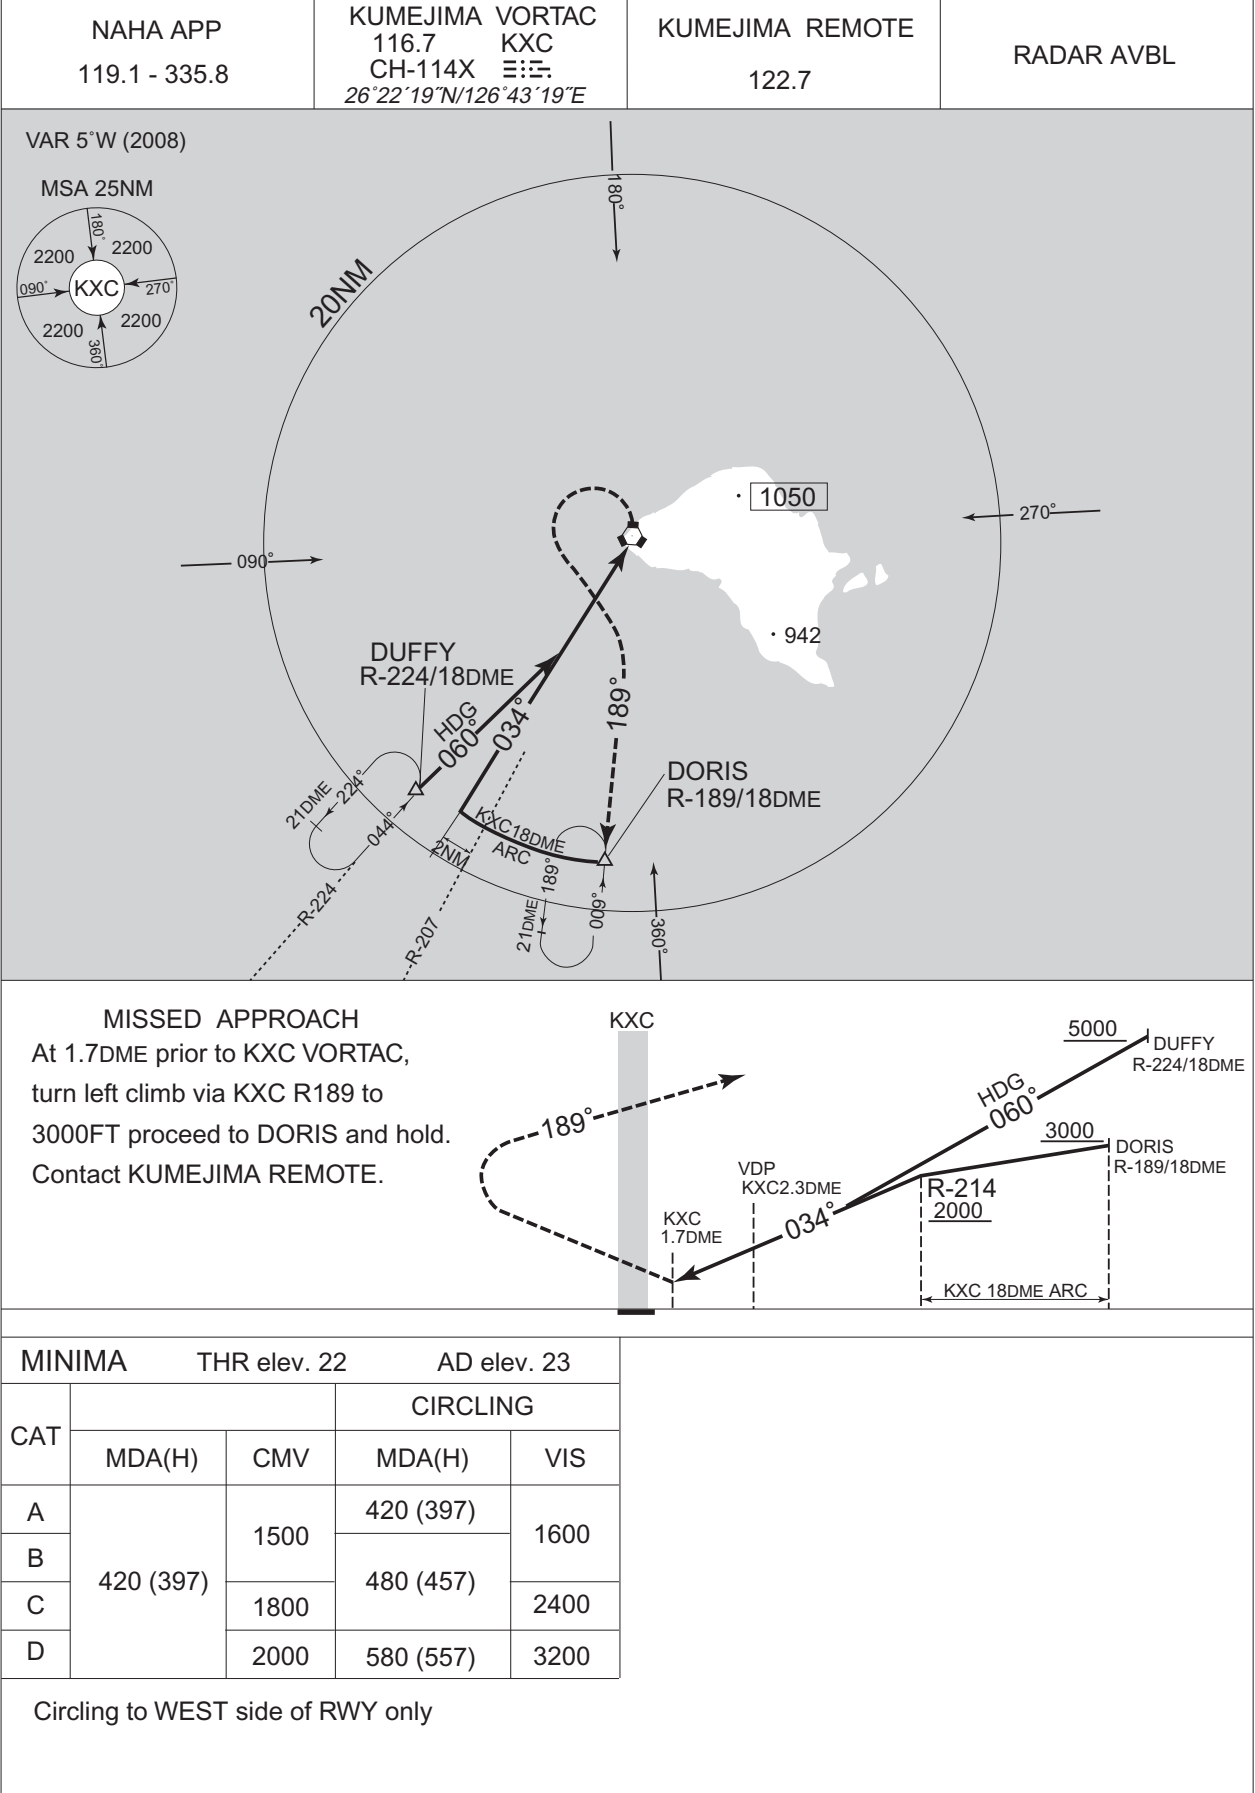 NAHA APP
119.1 - 335.8
KUMEJIMA VORTAC
116.7 KXC
CH-114X
26°22´19˝N/126°43´19˝E
KUMEJIMA REMOTE
122.7
RADAR AVBL
VAR 5°W (2008)
MSA 25NM
180°
2200
2200
090°
KXC
270°
2200
2200
360°
20NM
180°
1050
270°
090°
942
DUFFY
R-224/18DME
HDG
060°
034°
189°
DORIS
R-189/18DME
21DME
224°
044°
KXC18DME
ARC
2NM
189°
21DME
009°
360°
R-224
R-207
MISSED APPROACH
At 1.7DME prior to KXC VORTAC,
turn left climb via KXC R189 to
3000FT proceed to DORIS and hold.
Contact KUMEJIMA REMOTE.
KXC
189°
5000
DUFFY
R-224/18DME
HDG
060°
3000
DORIS
R-189/18DME
VDP
KXC2.3DME
R-214
2000
034°
KXC
1.7DME
KXC 18DME ARC
MINIMA THR elev. 22 AD elev. 23
CAT
CIRCLING
MDA(H) CMV MDA(H) VIS
A
B
C
D
420 (397)
1500
1800
2000
420 (397)
480 (457)
580 (557)
1600
2400
3200
Circling to WEST side of RWY only